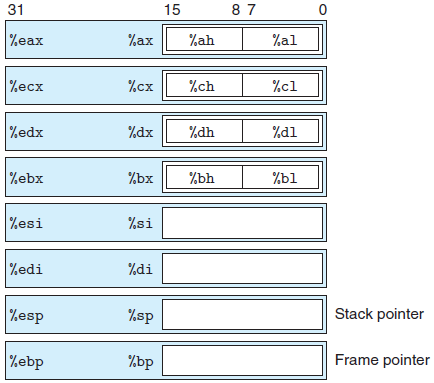 31 15 8 7 0
%eax %ax %ah %al
%ecx %cx %ch %cl
%edx %dx %dh %dl
%ebx %bx %bh %bl
%esi %si
%edi %di
%esp %sp Stack pointer
%ebp %bp Frame pointer